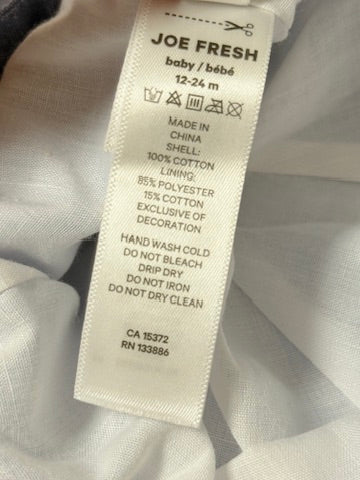 JOE FRESH
baby / bébé
12-24 m
MADE IN
CHINA
SHELL:
100% COTTON
LINING:
85% POLYESTER
15% COTTON
EXCLUSIVE OF
DECORATION
HAND WASH COLD
DO NOT BLEACH
DRIP DRY
DO NOT IRON
DO NOT DRY CLEAN
CA 15372
RN 133886